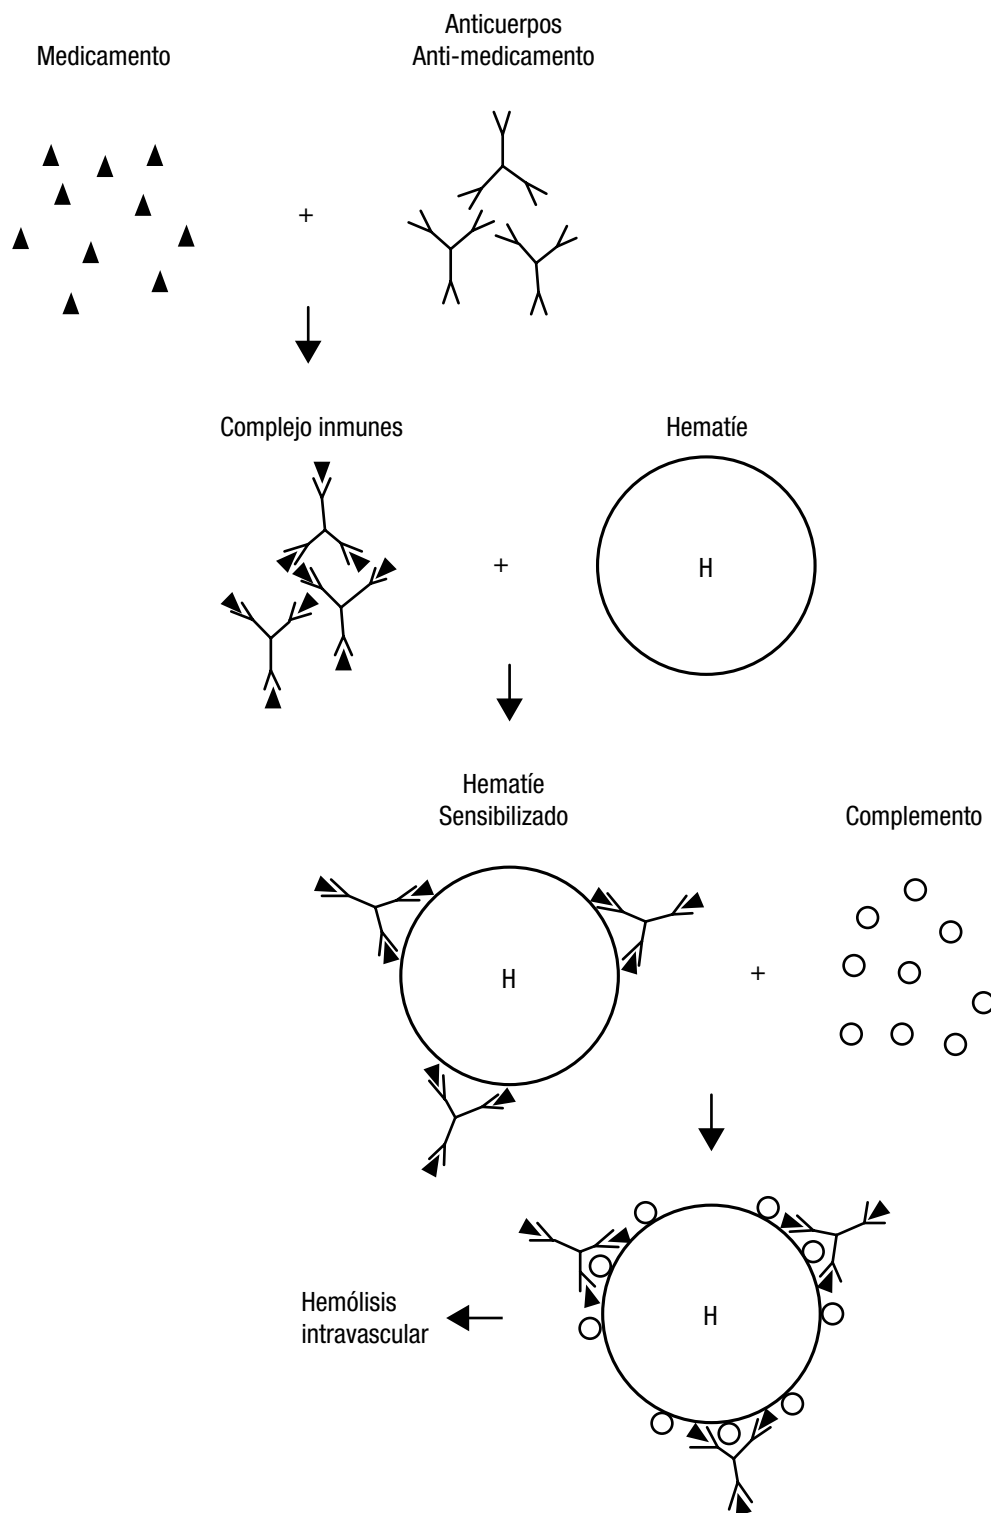 Medicamento
Anticuerpos
Anti-medicamento
+
Complejo inmunes
Hematíe
+
H
Hematíe
Sensibilizado
Complemento
H
+
Hemólisis
intravascular
H